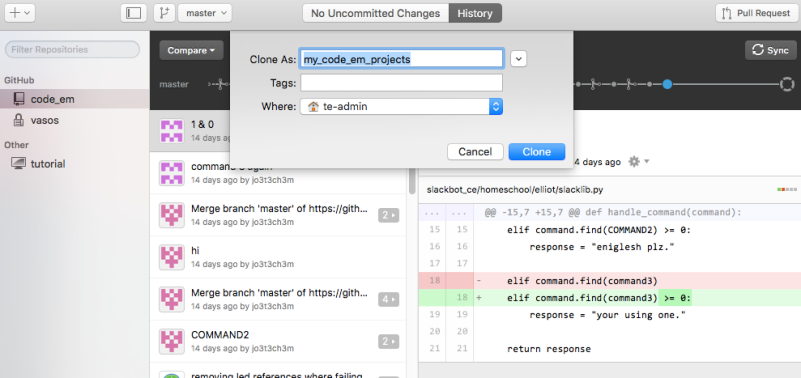 master
No Uncommitted Changes
History
Pull Request
Filter Repositories
GitHub
code_em
vasos
Other
tutorial
Compare
Sync
master
Clone As:
my_code_em_projects
Tags:
Where:
te-admin
Cancel
Clone
1 & 0
14 days
14 days ago by jo3t3ch3m
Merge branch 'master' of https://gith...
14 days ago by jo3t3ch3m
2
hi
14 days ago by jo3t3ch3m
Merge branch 'master' of https://gith...
14 days ago by jo3t3ch3m
4
COMMAND2
14 days ago by jo3t3ch3m
2
removing led references where failing
4 days ago
slackbot_ce/homeschool/elliot/slacklib.py
... ... @@ -15,7 +15,7 @@ def handle_command(command):
15 15 elif command.find(COMMAND2) >= 0:
16 16 response = "eniglesh plz."
17 17
18 - elif command.find(command3)
18 + elif command.find(command3) >= 0:
19 19 response = "your using one."
20 20
21 21 return response